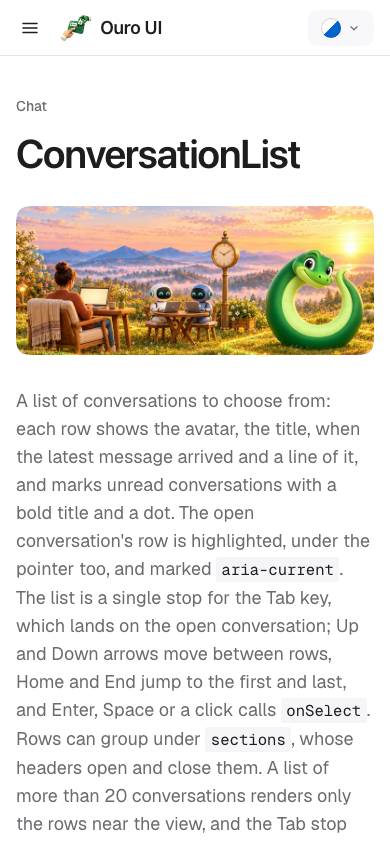 Ouro UI
Chat
ConversationList
A list of conversations to choose from:
each row shows the avatar, the title, when
the latest message arrived and a line of it,
and marks unread conversations with a
bold title and a dot. The open
conversation's row is highlighted, under the
pointer too, and marked aria-current.
The list is a single stop for the Tab key,
which lands on the open conversation; Up
and Down arrows move between rows,
Home and End jump to the first and last,
and Enter, Space or a click calls onSelect.
Rows can group under sections, whose
headers open and close them. A list of
more than 20 conversations renders only
the rows near the view, and the Tab stop